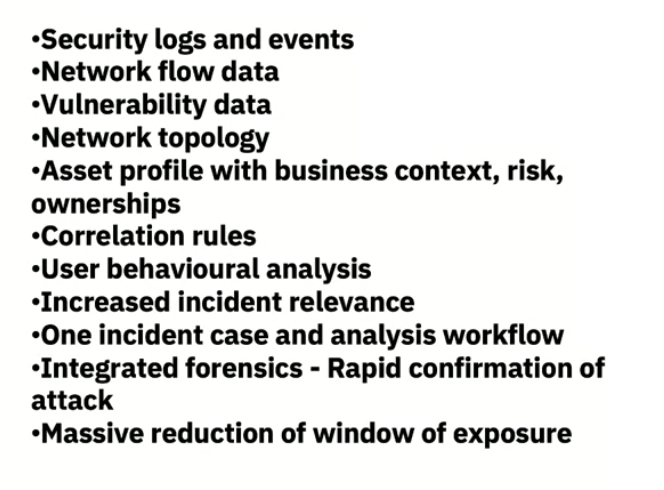 •Security logs and events
•Network flow data
•Vulnerability data
•Network topology
•Asset profile with business context, risk,
ownerships
•Correlation rules
•User behavioural analysis
•Increased incident relevance
•One incident case and analysis workflow
•Integrated forensics - Rapid confirmation of
attack
•Massive reduction of window of exposure